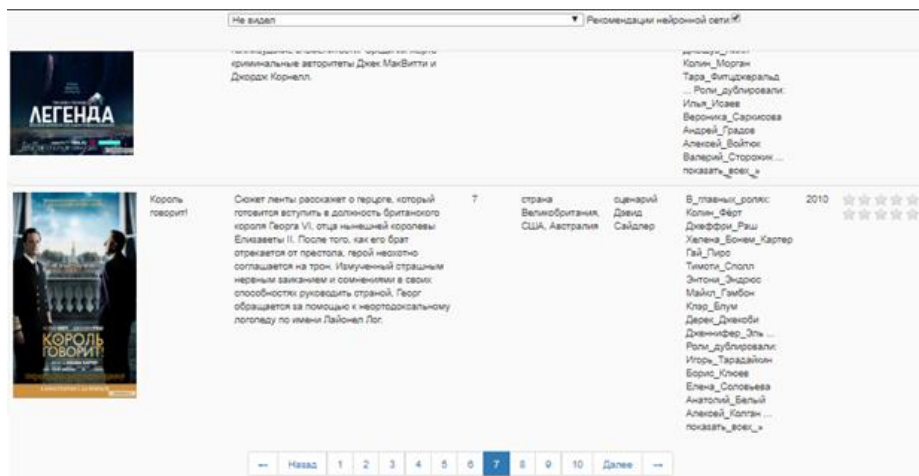 Не видел
Рекомендации нейронной сети:
криминальные авторитеты Джек МакВитти и
Джордж Корнелл.
Колин_Морган
Тара_Фитцджеральд
... Роли_дублировали:
Илья_Исаев
Вероника_Саркисова
Андрей_Градов
Алексей_Войтюк
Валерий_Сторожик ...
показать_всех_»
ЛЕГЕНДА
Король
говорит!
Сюжет ленты расскажет о герцоге, который
готовится вступить в должность британского
короля Георга VI, отца нынешней королевы
Елизаветы II. После того, как его брат
отрекается от престола, герой неохотно
соглашается на трон. Измученный страшным
нервным заиканием и сомнениями в своих
способностях руководить страной, Георг
обращается за помощью к неортодоксальному
логопеду по имени Лайонел Лог.
7
страна
Великобритания,
США, Австралия
сценарий
Дэвид
Сайдлер
В_главных_ролях:
Колин_Фёрт
Джеффри_Раш
Хелена_Бонем_Картер
Гай_Пирс
Тимоти_Сполл
Энтони_Эндрюс
Майкл_Гэмбон
Клэр_Блум
Дерек_Джекоби
Дженнифер_Эль ...
Роли_дублировали:
Игорь_Тарадайкин
Борис_Клюев
Елена_Соловьева
Анатолий_Белый
Алексей_Колган ...
показать_всех_»
2010
КОРОЛЬ
ГОВОРИТ!
← Назад 1 2 3 4 5 6 7 8 9 10 Далее →